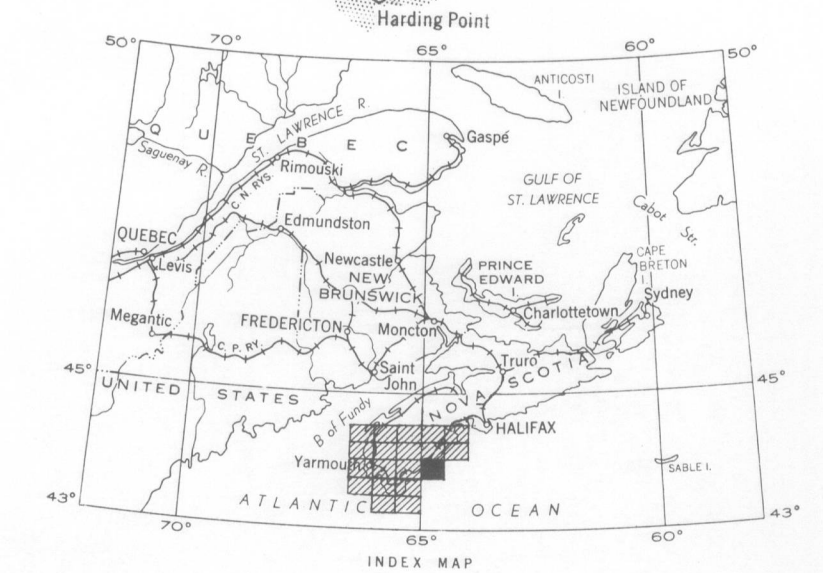 Harding Point
50°
70°
65°
60°
50°
ANTICOSTI
I.
ISLAND OF
NEWFOUNDLAND
QUEBEC
ST. LAWRENCE R.
Saguenay R.
Gaspé
Rimouski
C. N. RYS.
GULF OF
ST. LAWRENCE
Cabot
Str.
Edmundston
QUEBEC
Levis
Newcastle
NEW
BRUNSWICK
PRINCE
EDWARD
I.
CAPE
BRETON
I.
Sydney
Charlottetown
Megantic
FREDERICTON
Moncton
C. P. RY.
Truro
Saint
John
45°
UNITED STATES
NOVA SCOTIA
45°
B of Fundy
HALIFAX
Yarmouth
SABLE I.
43°
ATLANTIC OCEAN
43°
70°
65°
60°
INDEX MAP